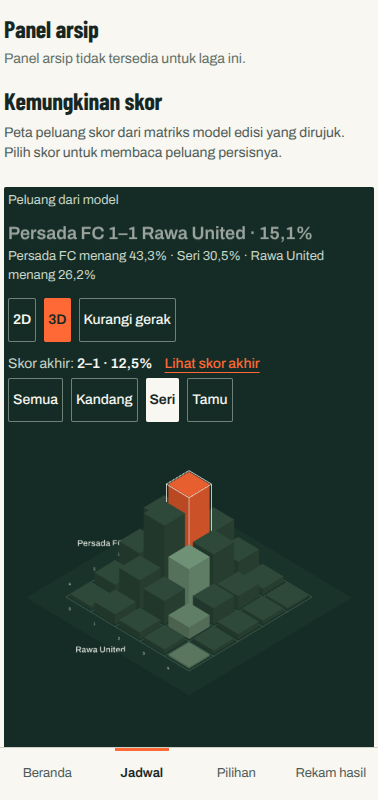 Panel arsip
Panel arsip tidak tersedia untuk laga ini.
Kemungkinan skor
Peta peluang skor dari matriks model edisi yang dirujuk.
Pilih skor untuk membaca peluang persisnya.
Peluang dari model
Persada FC 1–1 Rawa United · 15,1%
Persada FC menang 43,3% · Seri 30,5% · Rawa United
menang 26,2%
2D 3D Kurangi gerak
Skor akhir: 2–1 · 12,5% Lihat skor akhir
Semua Kandang Seri Tamu
Persada
Rawa United
Beranda Jadwal Pilihan Rekam hasil